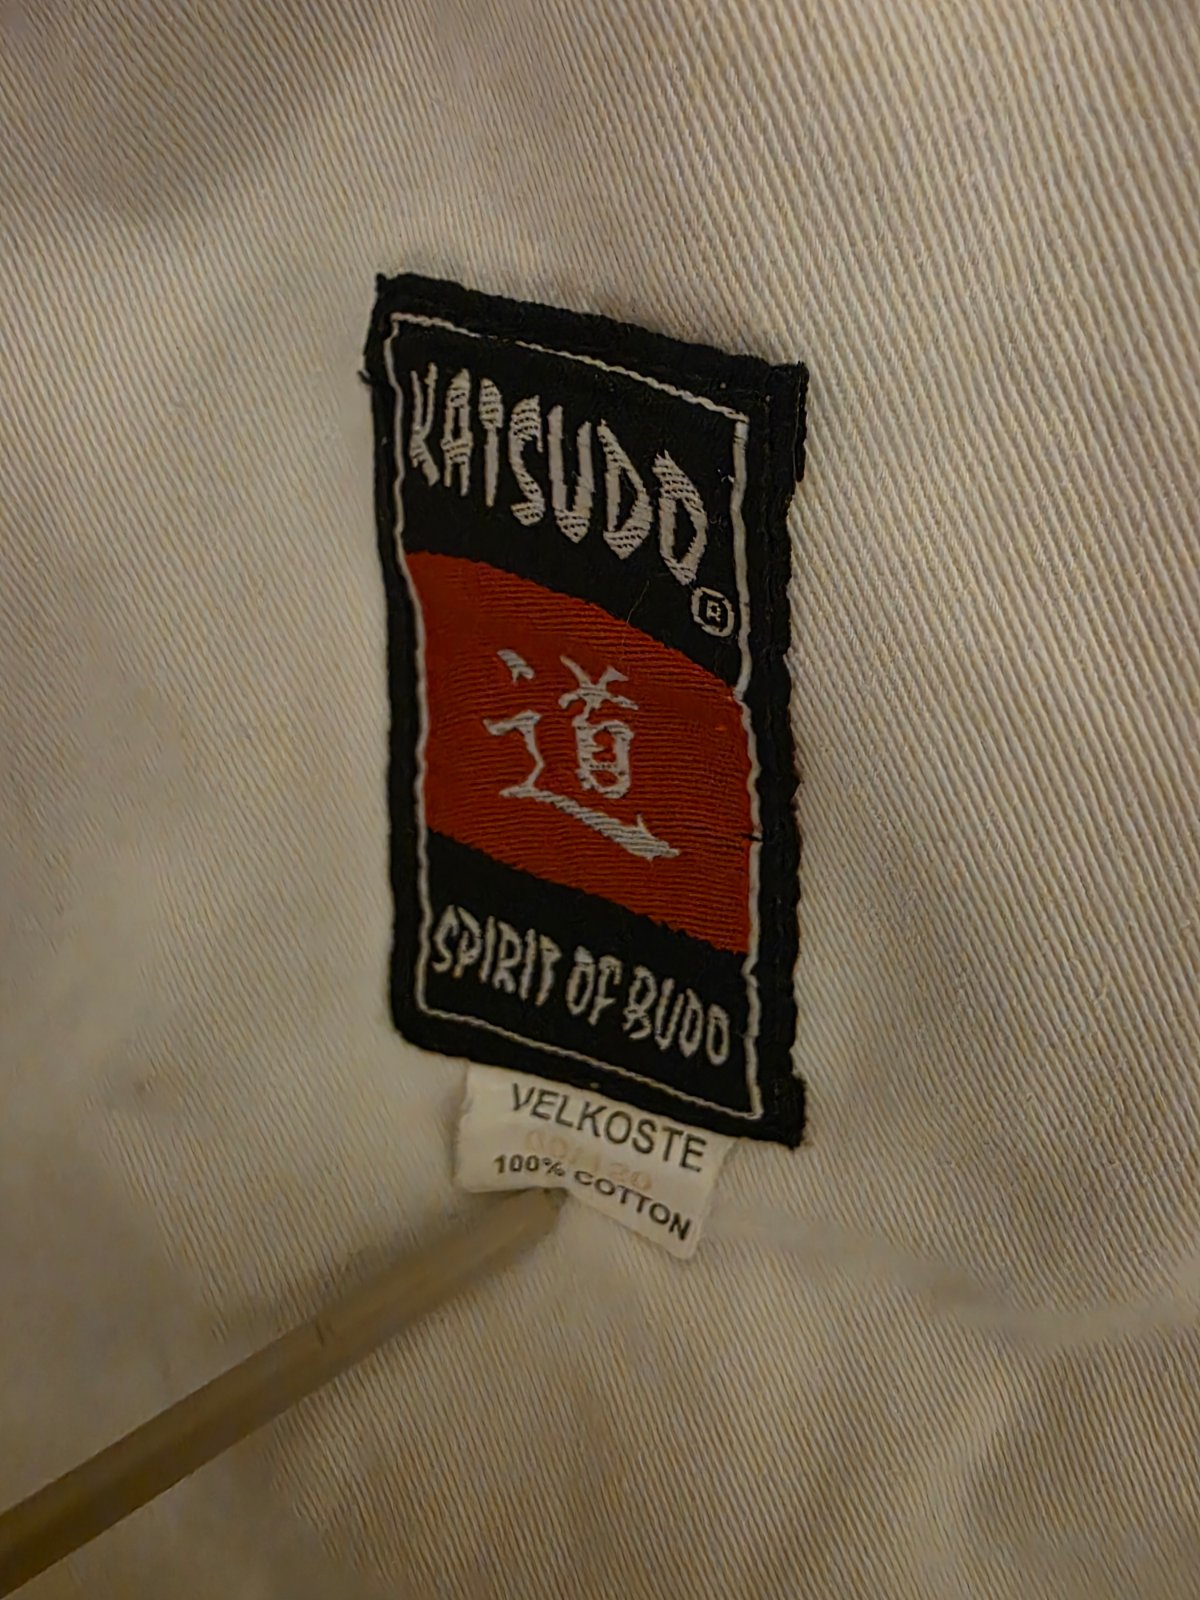 KAISUDO
®
道
SPIRIT OF BUDO
VELKOSTE
100% COTTON